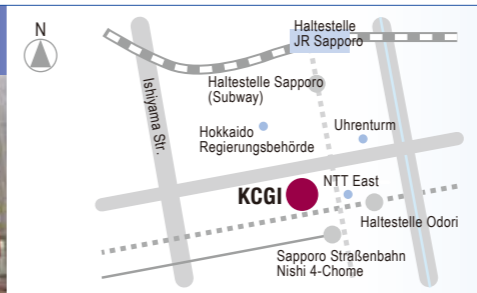 N
Haltestelle
JR Sapporo
Ishiyama Str.
Haltestelle Sapporo
(Subway)
Hokkaido
Regierungsbehörde
Uhrenturm
KCGI
NTT East
Haltestelle Odori
Sapporo Straßenbahn
Nishi 4-Chome